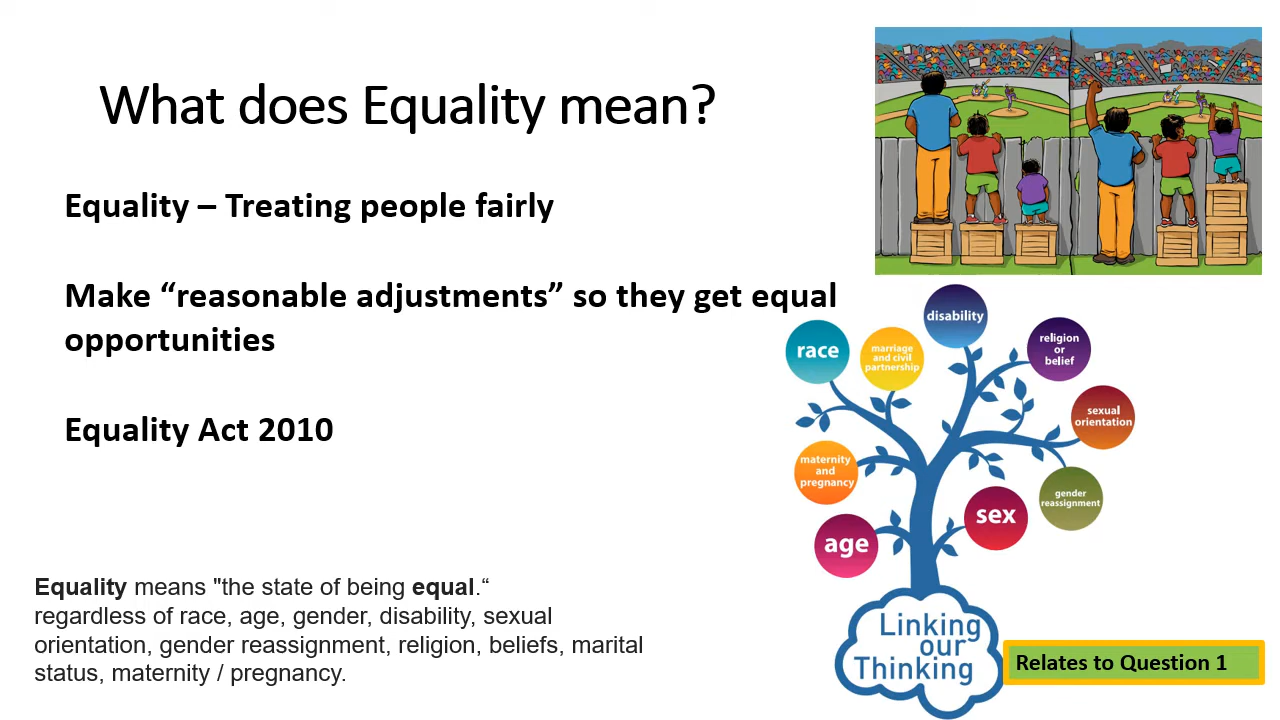 What does Equality mean?
Equality – Treating people fairly
Make “reasonable adjustments” so they get equal
opportunities
Equality Act 2010
disability
race
marriage
and civil
partnership
religion
or
belief
sexual
orientation
maternity
and
pregnancy
gender
reassignment
sex
age
Equality means "the state of being equal.“
regardless of race, age, gender, disability, sexual
orientation, gender reassignment, religion, beliefs, marital
status, maternity / pregnancy.
Linking
our
Thinking
Relates to Question 1